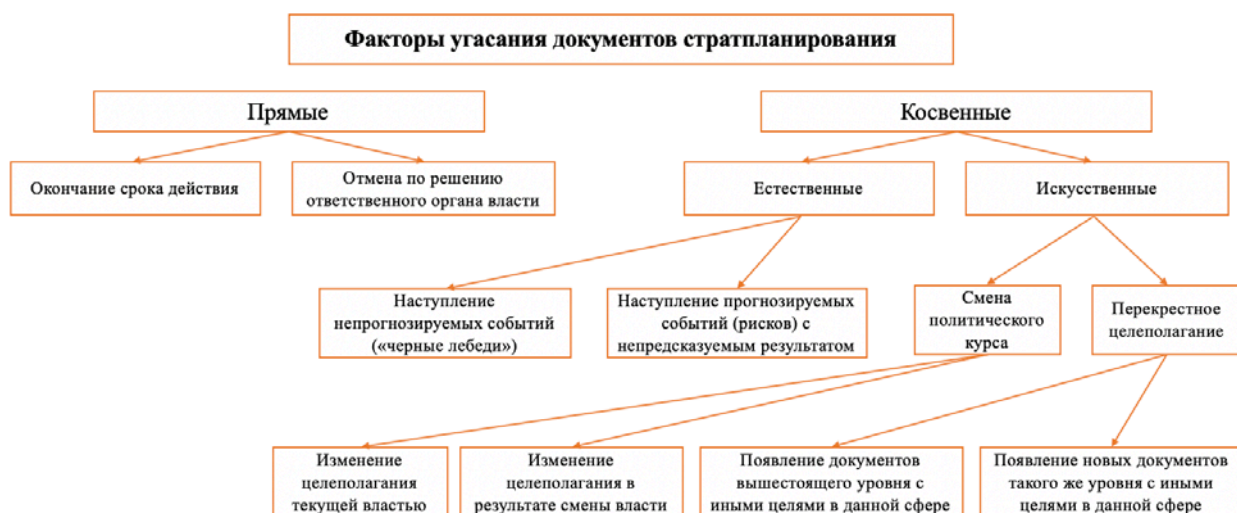 Факторы угасания документов стратпланирования
Прямые
Косвенные
Окончание срока действия
Отмена по решению
ответственного органа власти
Естественные
Искусственные
Наступление
непрогнозируемых событий
(«черные лебеди»)
Наступление прогнозируемых
событий (рисков) с
непредсказуемым результатом
Смена
политического
курса
Перекрестное
целеполагание
Изменение
целеполагания
текущей властью
Изменение
целеполагания в
результате смены власти
Появление документов
вышестоящего уровня с
иными целями в данной сфере
Появление новых документов
такого же уровня с иными
целями в данной сфере